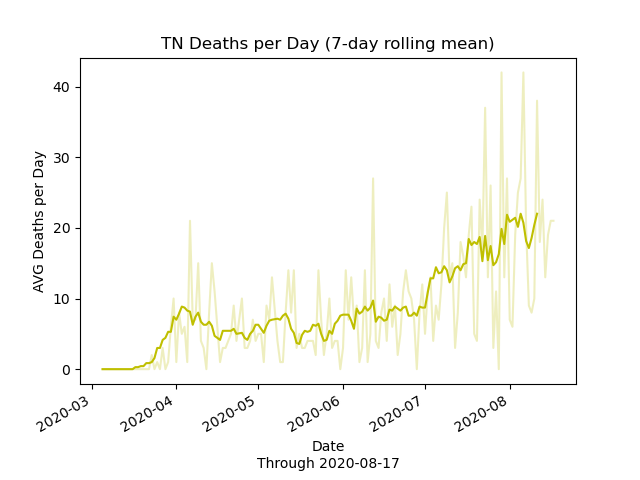 TN Deaths per Day (7-day rolling mean)
AVG Deaths per Day
40
30
20
10
0
2020-03
2020-04
2020-05
2020-06
2020-07
2020-08
Date
Through 2020-08-17